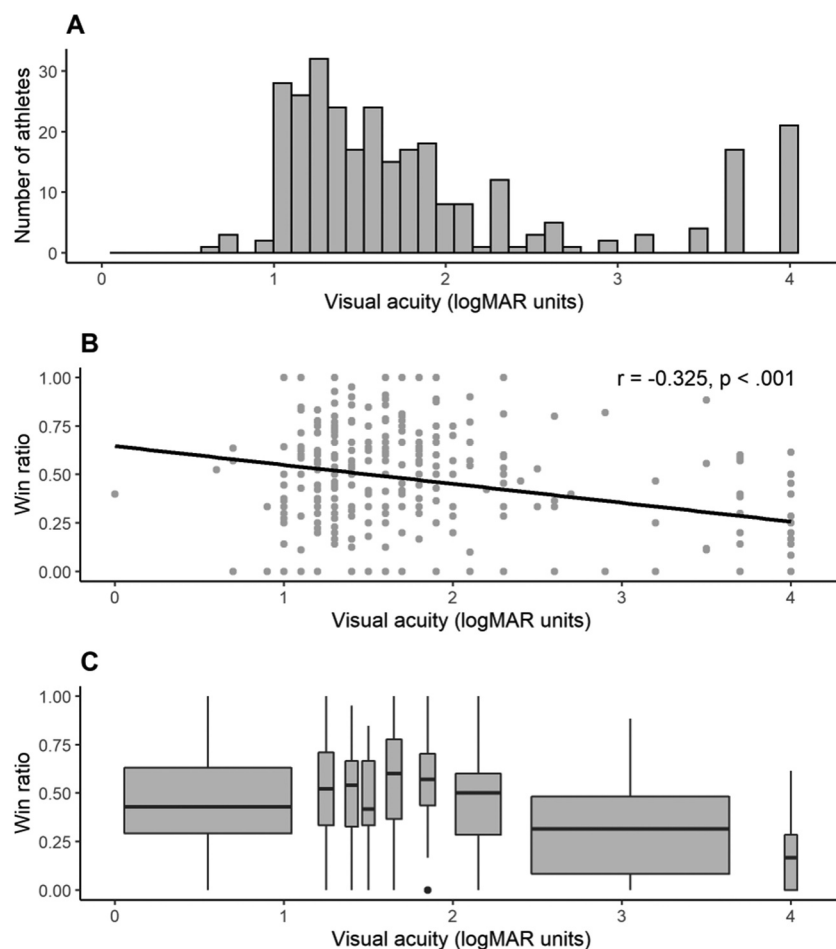 A
30
20
10
0
Number of athletes
0 1 2 3 4
Visual acuity (logMAR units)
B
r = -0.325, p < .001
1.00
0.75
0.50
0.25
0.00
Win ratio
0 1 2 3 4
Visual acuity (logMAR units)
C
1.00
0.75
0.50
0.25
0.00
Win ratio
0 1 2 3 4
Visual acuity (logMAR units)